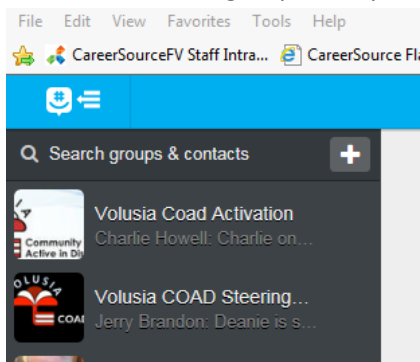 File Edit View Favorites Tools Help
CareerSourceFV Staff Intra... CareerSource Fla
#
Search groups & contacts +
Volusia Coad Activation
Charlie Howell: Charlie on...
Community
Active in Di
Volusia COAD Steering...
Jerry Brandon: Deanie is s...
OLUSIA
COAD